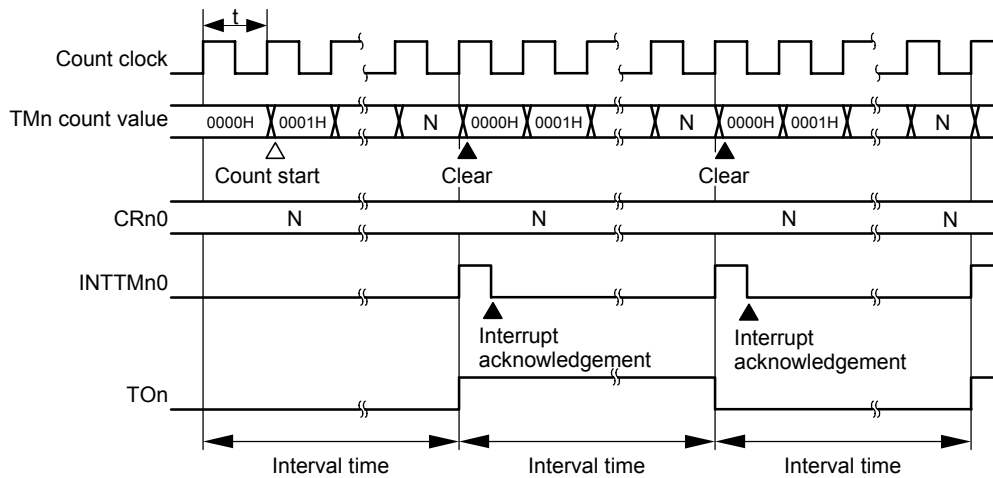 t
Count clock
TMn count value 0000H 0001H N 0000H 0001H N 0000H 0001H N
Count start Clear Clear
CRn0 N N N N
INTTMn0
Interrupt acknowledgement Interrupt acknowledgement
TOn
Interval time Interval time Interval time